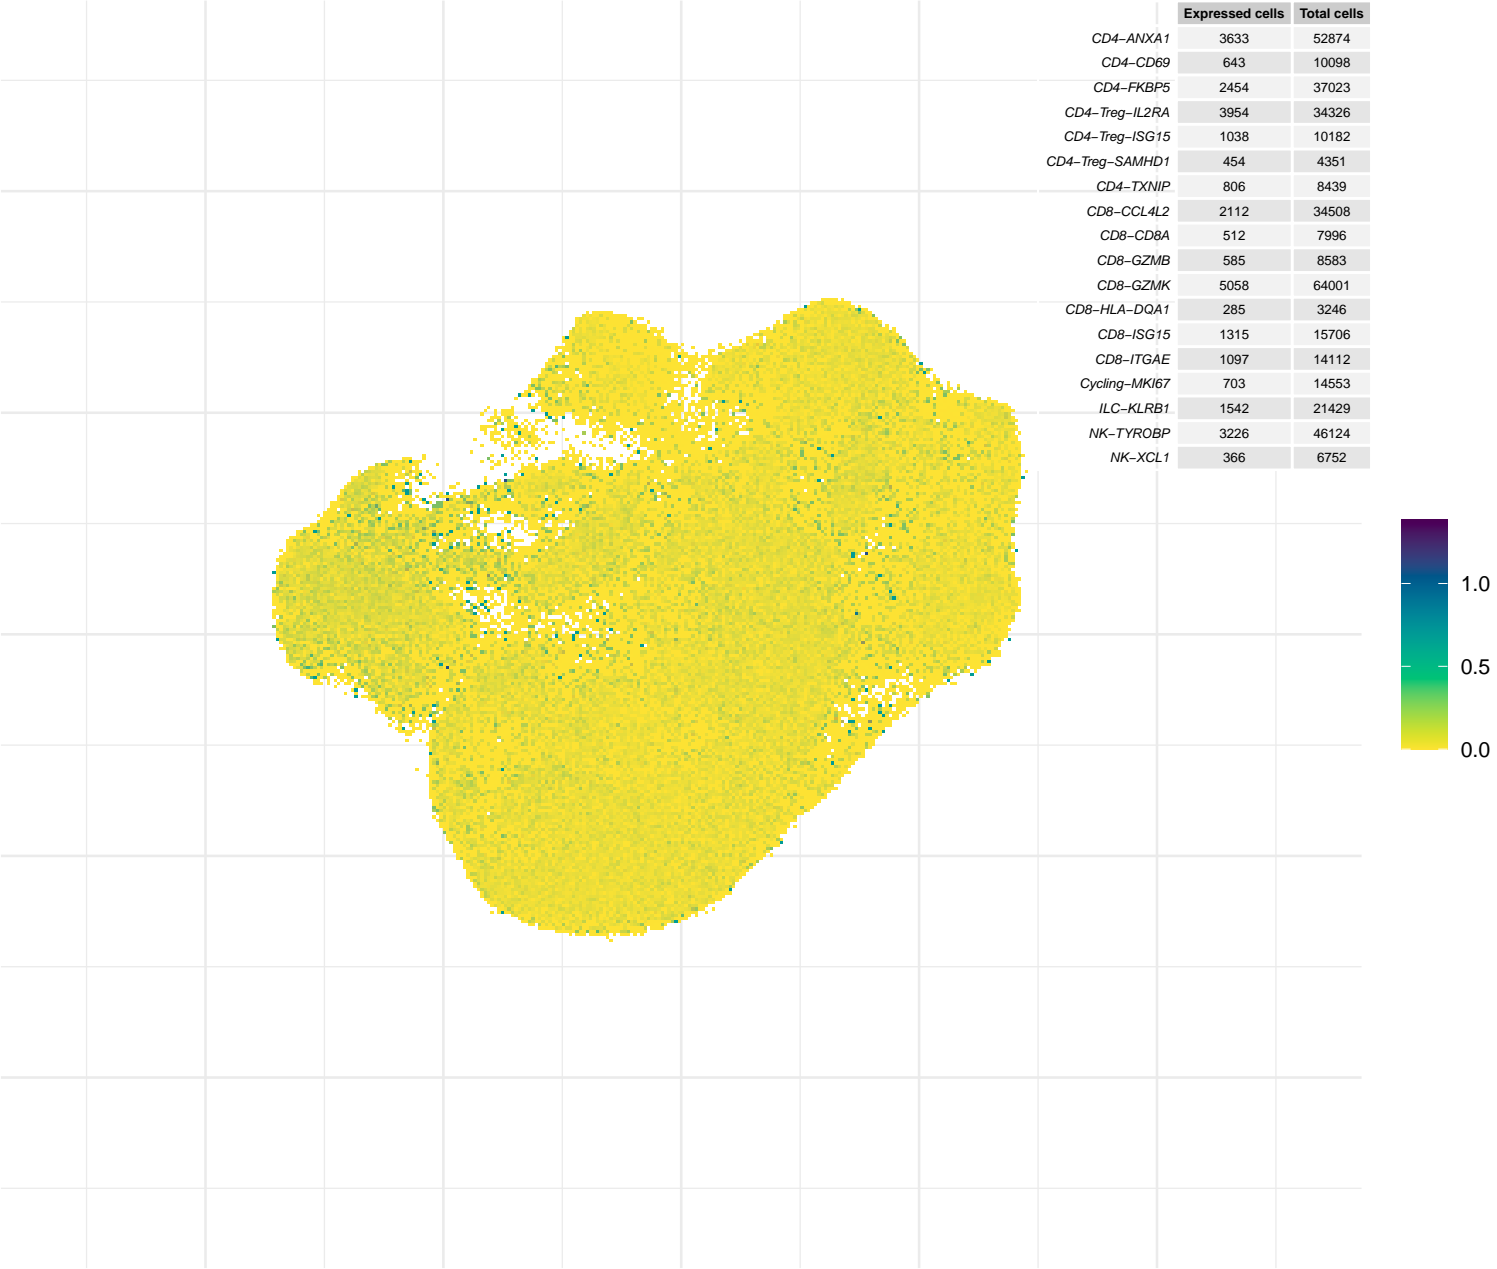 Expressed cells Total cells
CD4−ANXA1 3633 52874
CD4−CD69 643 10098
CD4−FKBP5 2454 37023
CD4−Treg−IL2RA 3954 34326
CD4−Treg−ISG15 1038 10182
CD4−Treg−SAMHD1 454 4351
CD4−TXNIP 806 8439
CD8−CCL4L2 2112 34508
CD8−CD8A 512 7996
CD8−GZMB 585 8583
CD8−GZMK 5058 64001
CD8−HLA−DQA1 285 3246
CD8−ISG15 1315 15706
CD8−ITGAE 1097 14112
Cycling−MKI67 703 14553
ILC−KLRB1 1542 21429
NK−TYROBP 3226 46124
NK−XCL1 366 6752
1.0
0.5
0.0